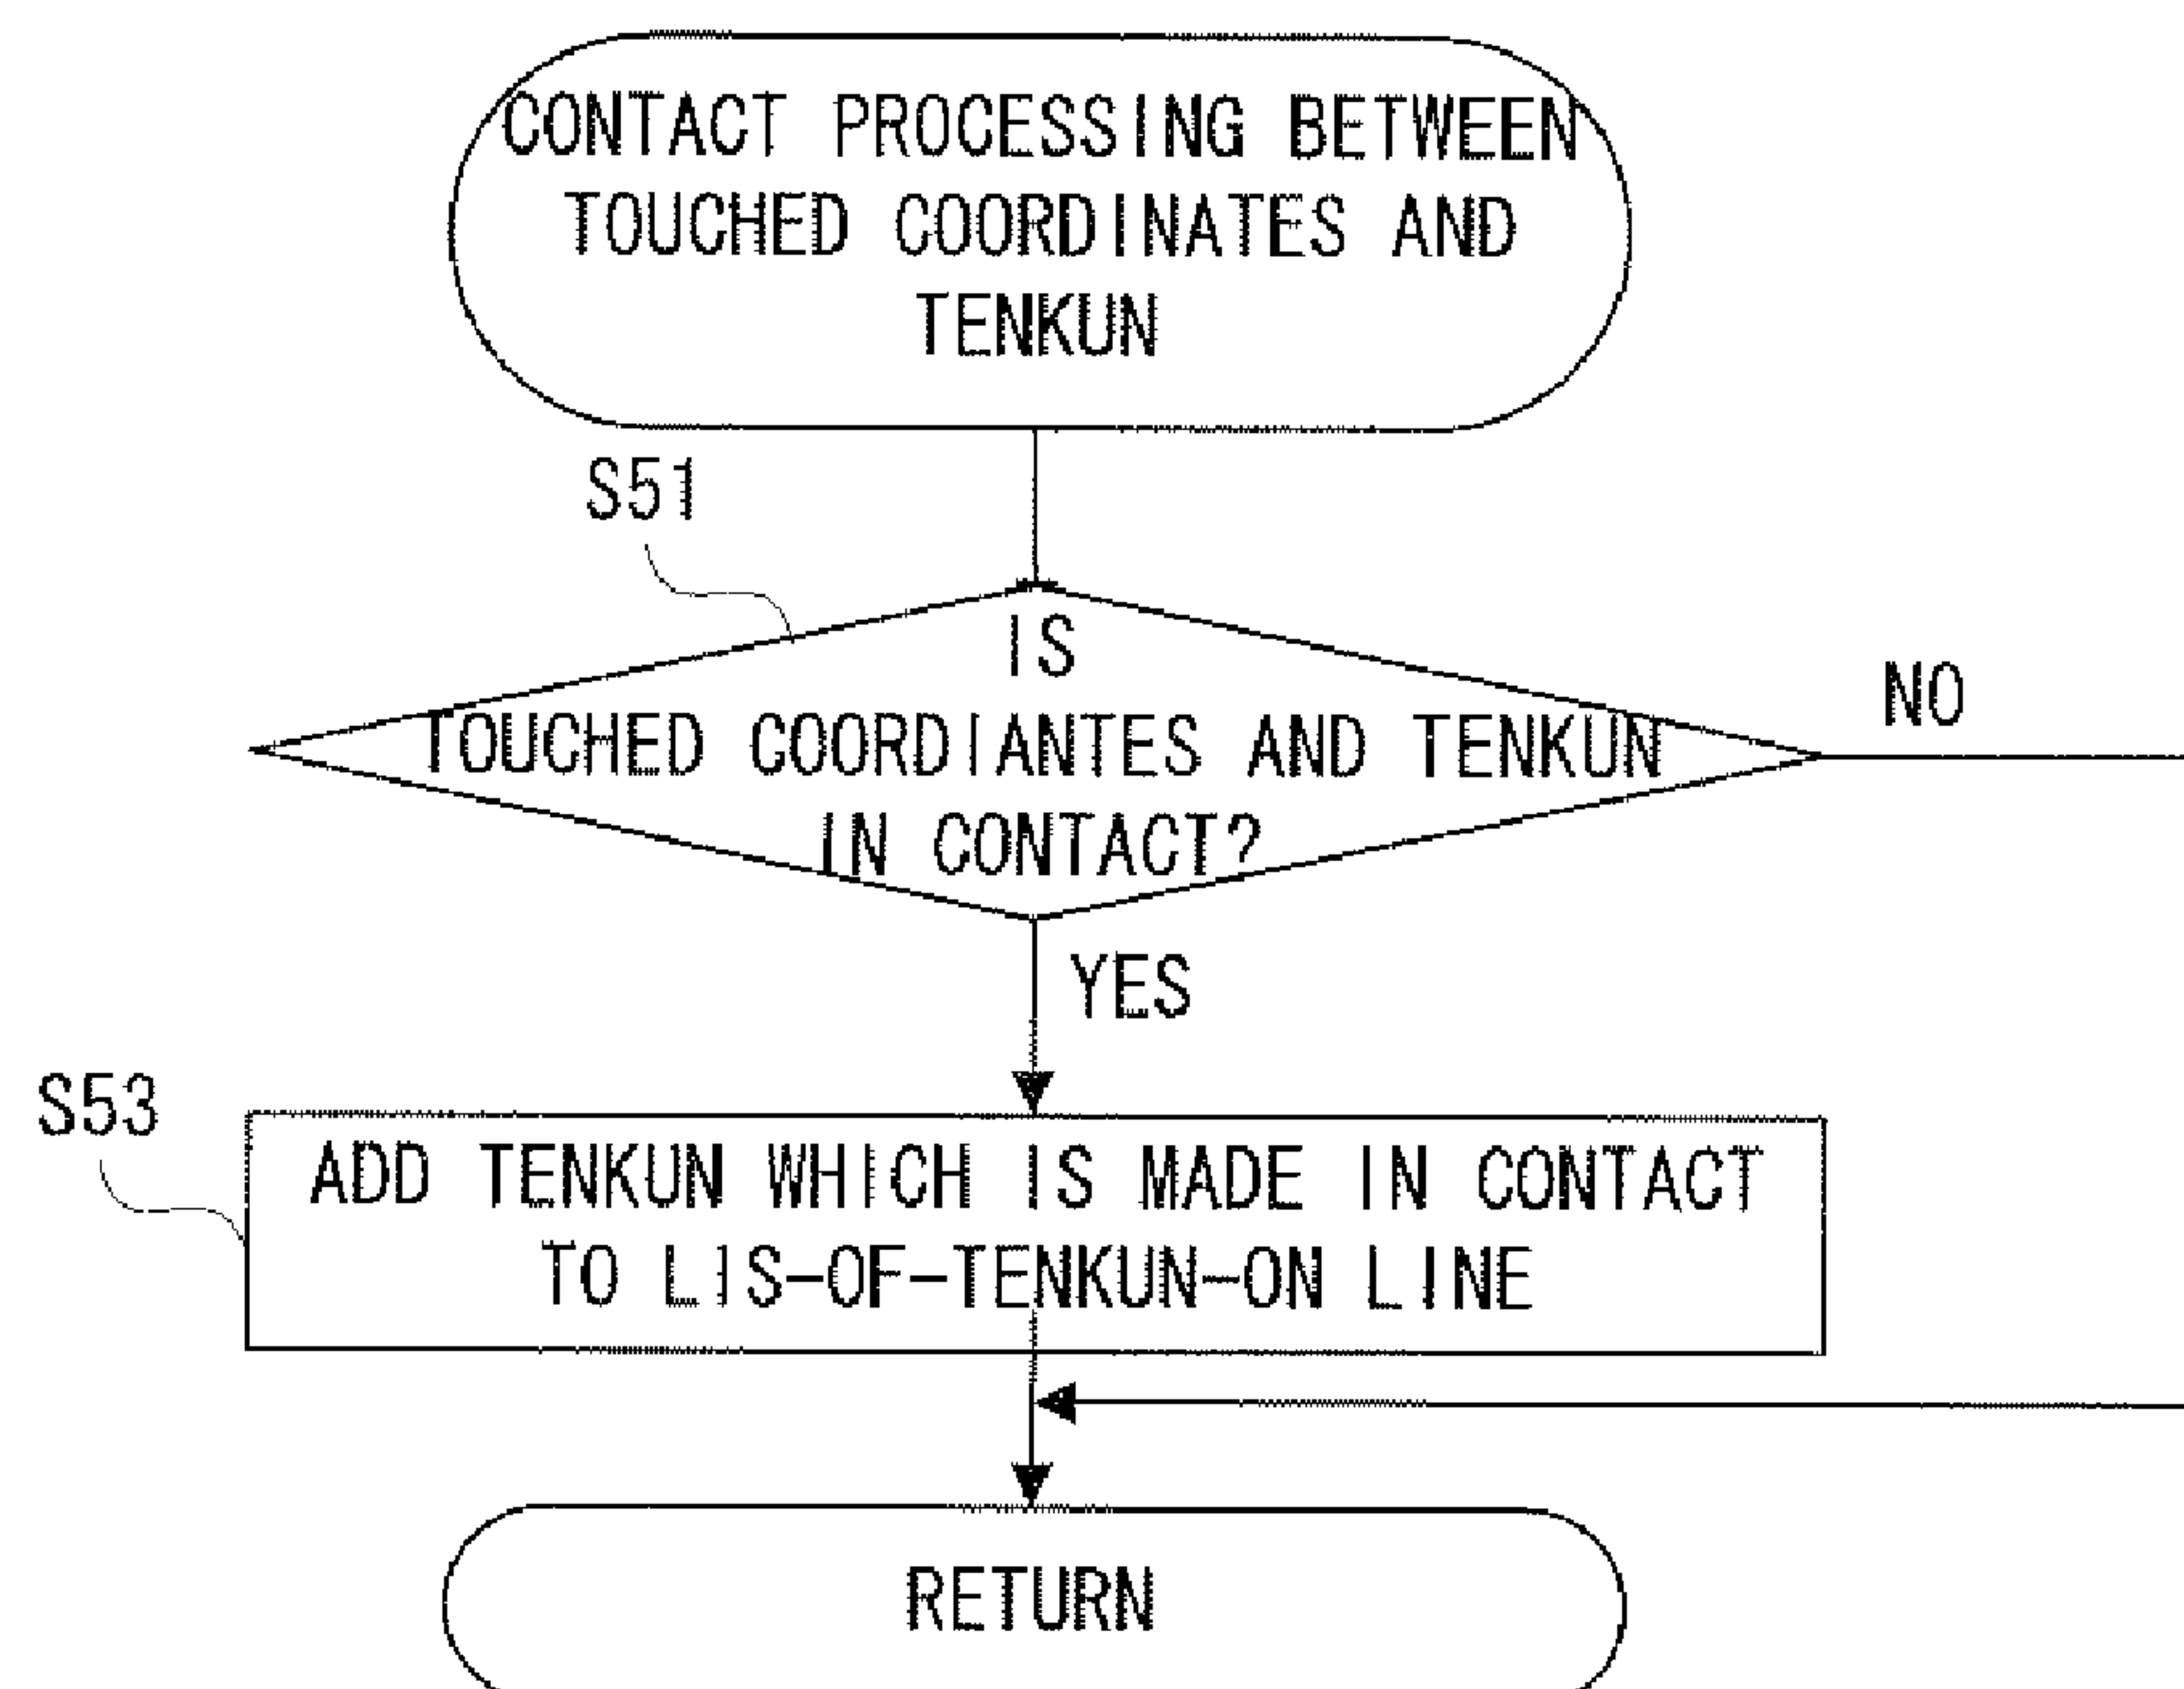 CONTACT PROCESSING BETWEEN
TOUCHED COORDINATES AND
TENKUN
S51
IS
TOUCHED COORDIANTES AND TENKUN
IN CONTACT?
NO
YES
S53
ADD TENKUN WHICH IS MADE IN CONTACT
TO LIS-OF-TENKUN-ON LINE
RETURN